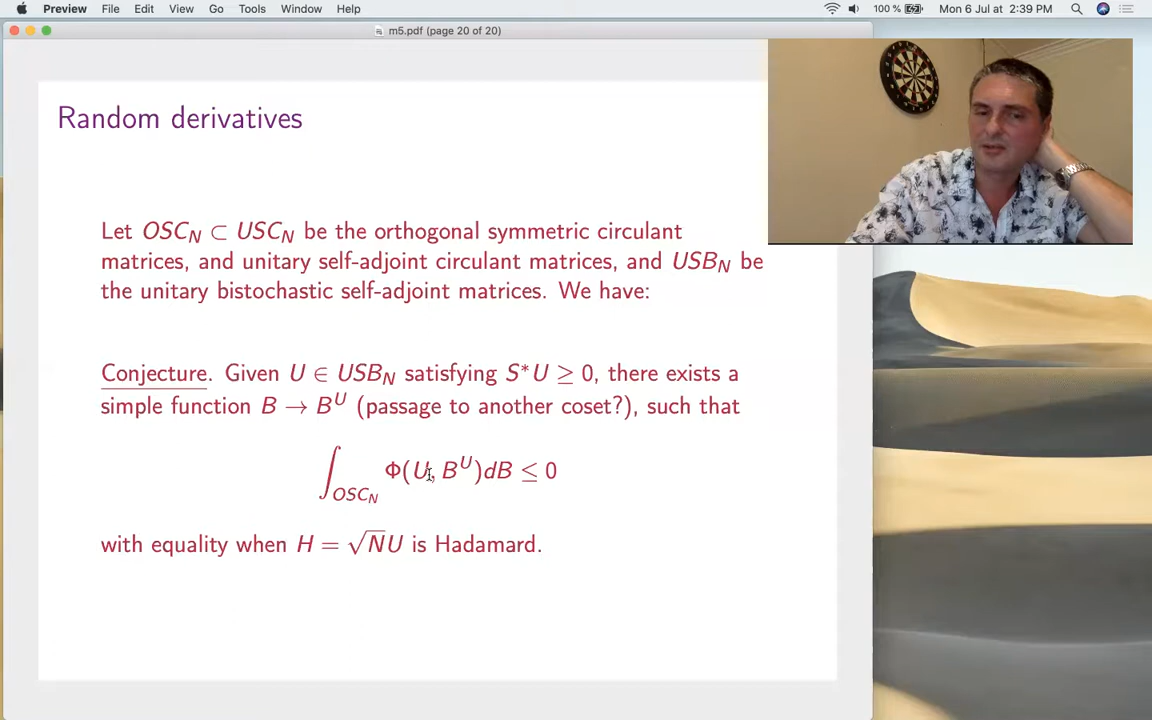 Preview File Edit View Go Tools Window Help 100 % Mon 6 Jul at 2:39 PM
m5.pdf (page 20 of 20)
Random derivatives
Let OSC_N ⊂ USC_N be the orthogonal symmetric circulant
matrices, and unitary self-adjoint circulant matrices, and USB_N be
the unitary bistochastic self-adjoint matrices. We have:
Conjecture. Given U ∈ USB_N satisfying S*U ≥ 0, there exists a
simple function B → B^U (passage to another coset?), such that
∫_{OSC_N} Φ(U, B^U)dB ≤ 0
with equality when H = √NU is Hadamard.